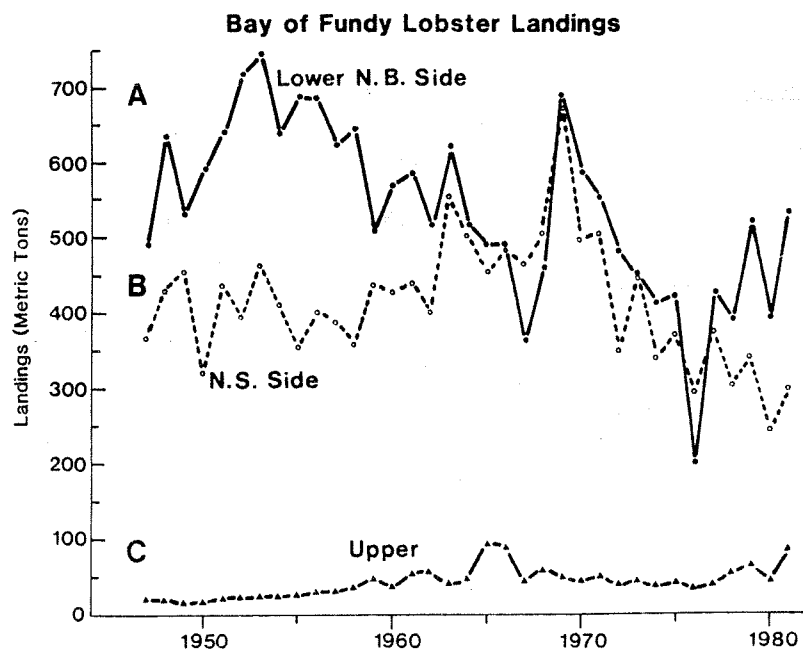 Bay of Fundy Lobster Landings
A
Lower N.B. Side
B
N.S. Side
C
Upper
Landings (Metric Tons)
700
600
500
400
300
200
100
0
1950
1960
1970
1980